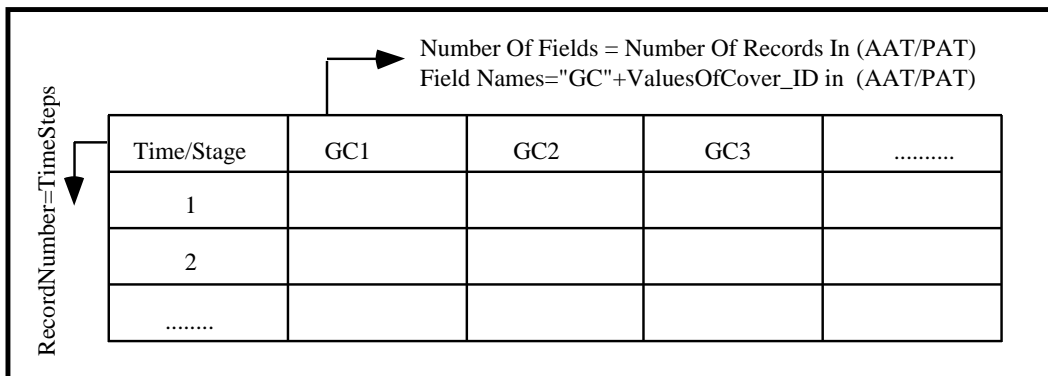 Number Of Fields = Number Of Records In (AAT/PAT)
Field Names="GC"+ValuesOfCover_ID in (AAT/PAT)
RecordNumber=TimeSteps
Time/Stage GC1 GC2 GC3 ..........
1
2
........